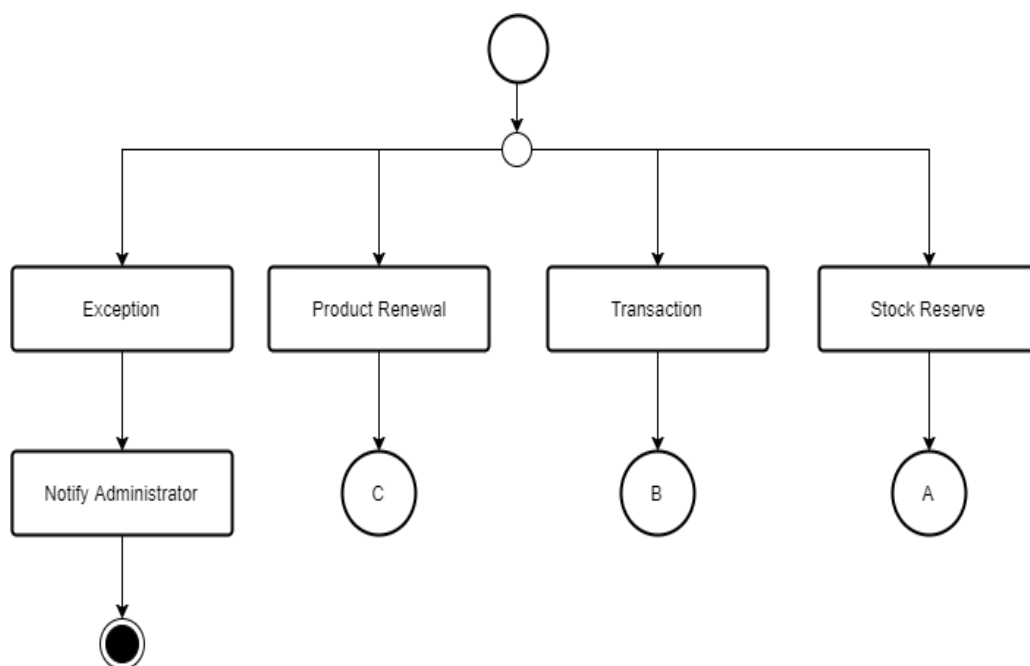 Exception
Product Renewal
Transaction
Stock Reserve
Notify Administrator
C
B
A